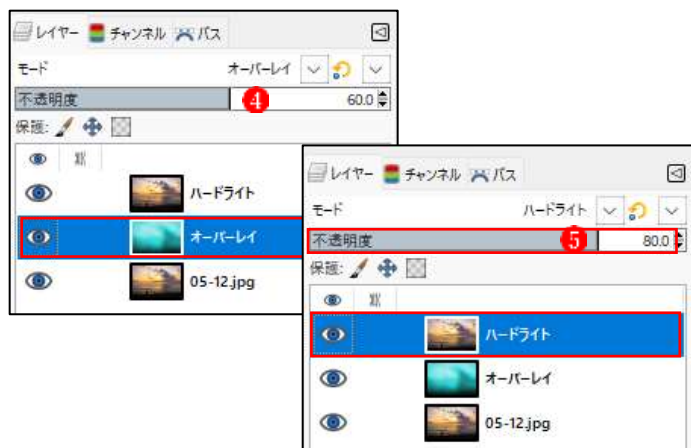 レイヤー チャンネル パス
モード オーバーレイ
不透明度 4 60.0
保護:
ハードライト
オーバーレイ
05-12.jpg
レイヤー チャンネル パス
モード ハードライト
不透明度 5 80.0
保護:
ハードライト
オーバーレイ
05-12.jpg